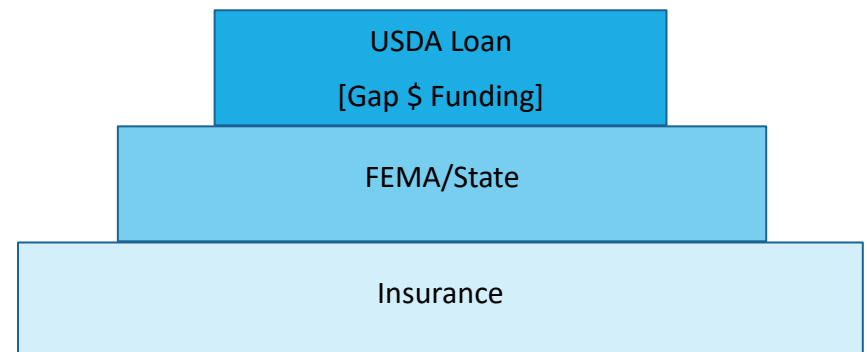 USDA Loan
[Gap $ Funding]
FEMA/State
Insurance